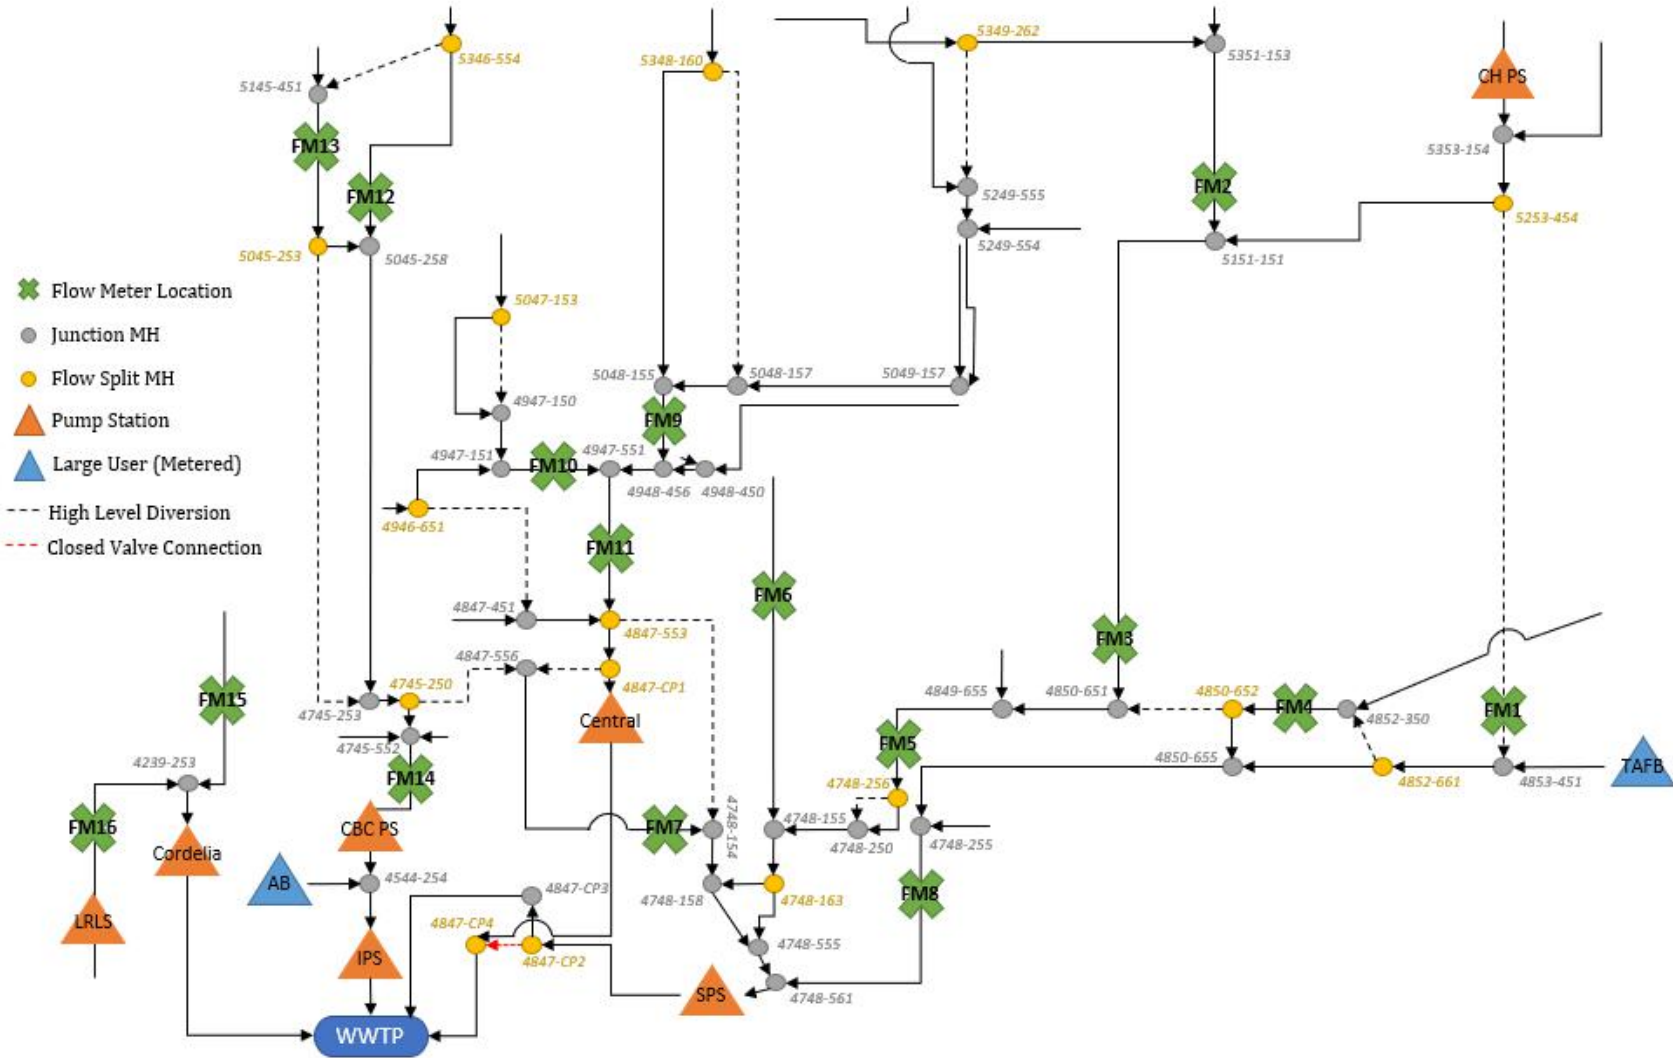 5346-554
5349-262
5351-153
5348-160
5145-451
CH PS
FM13
5353-154
FM12
FM2
5249-555
5253-454
5249-554
5045-253
5045-258
5151-151
Flow Meter Location
Junction MH
Flow Split MH
Pump Station
Large User (Metered)
High Level Diversion
Closed Valve Connection
5047-153
5048-155
5048-157
5049-157
4947-150
FM9
4947-151
FM10
4947-551
4948-456
4948-450
4946-651
FM11
FM6
4847-451
4847-553
FM3
4847-556
4847-CP1
FM15
4745-250
4745-253
Central
4849-655
4850-651
4850-652
FM4
4852-350
FM1
4745-552
FM5
4239-253
FM14
4850-655
4852-661
4853-451
TAFB
4748-256
FM16
CBC PS
FM7
4748-154
4748-155
4748-250
4748-255
Cordelia
AB
4544-254
4847-CP3
4748-158
4748-163
FM8
LRLS
4847-CP4
IPS
4847-CP2
4748-555
SPS
4748-561
WWTP